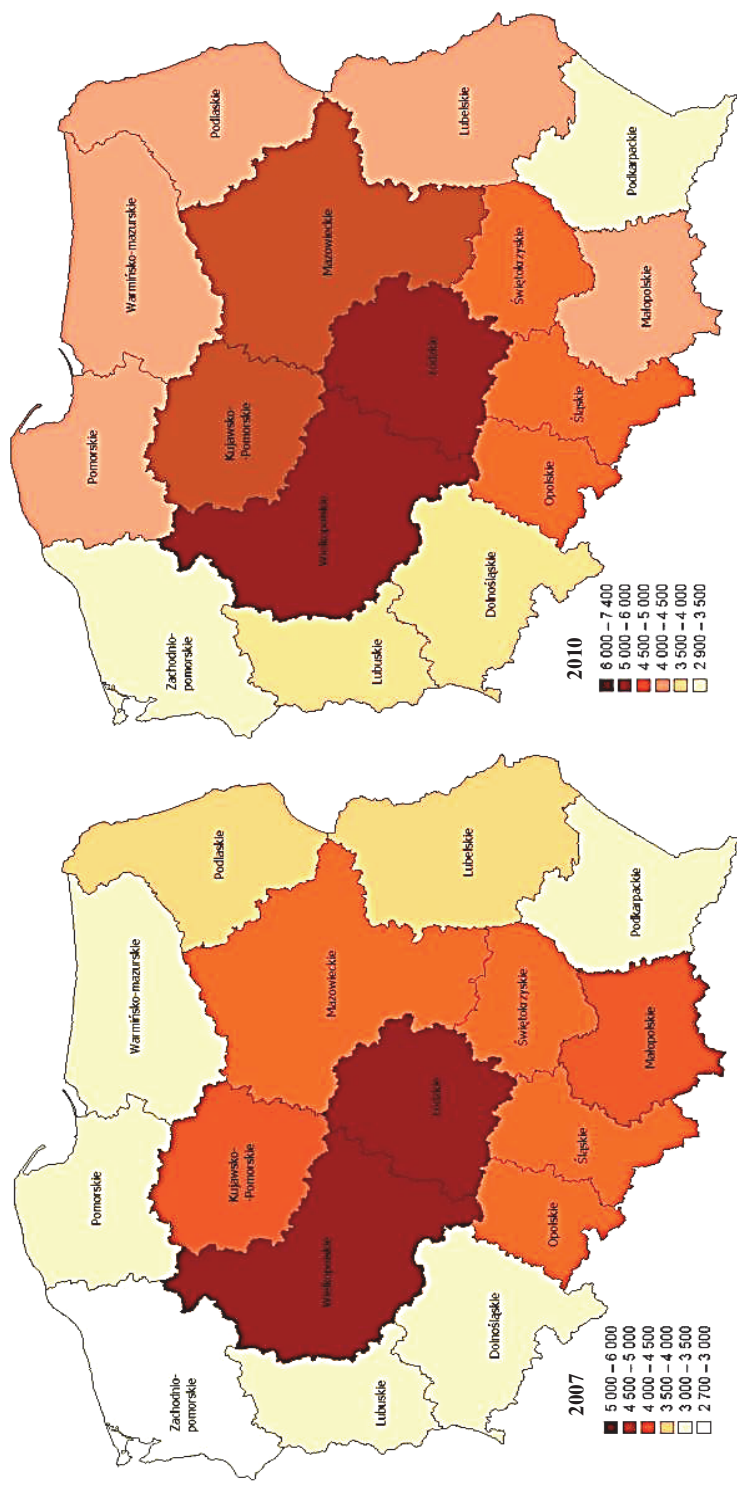 2007
5 000 – 6 000
4 500 – 5 000
4 000 – 4 500
3 500 – 4 000
3 000 – 3 500
2 700 – 3 000
Zachodnio-
pomorskie
Pomorskie
Warmińsko-mazurskie
Podlaskie
Kujawsko-
-Pomorskie
Mazowieckie
Wielkopolskie
Lubuskie
Łódzkie
Lubelskie
Dolnośląskie
Opolskie
Śląskie
Świętokrzyskie
Małopolskie
Podkarpackie
2010
6 000 – 7 400
5 000 – 6 000
4 500 – 5 000
4 000 – 4 500
3 500 – 4 000
2 900 – 3 500
Zachodnio-
pomorskie
Pomorskie
Warmińsko-mazurskie
Podlaskie
Kujawsko-
-Pomorskie
Mazowieckie
Wielkopolskie
Lubuskie
Łódzkie
Lubelskie
Dolnośląskie
Opolskie
Śląskie
Świętokrzyskie
Małopolskie
Podkarpackie